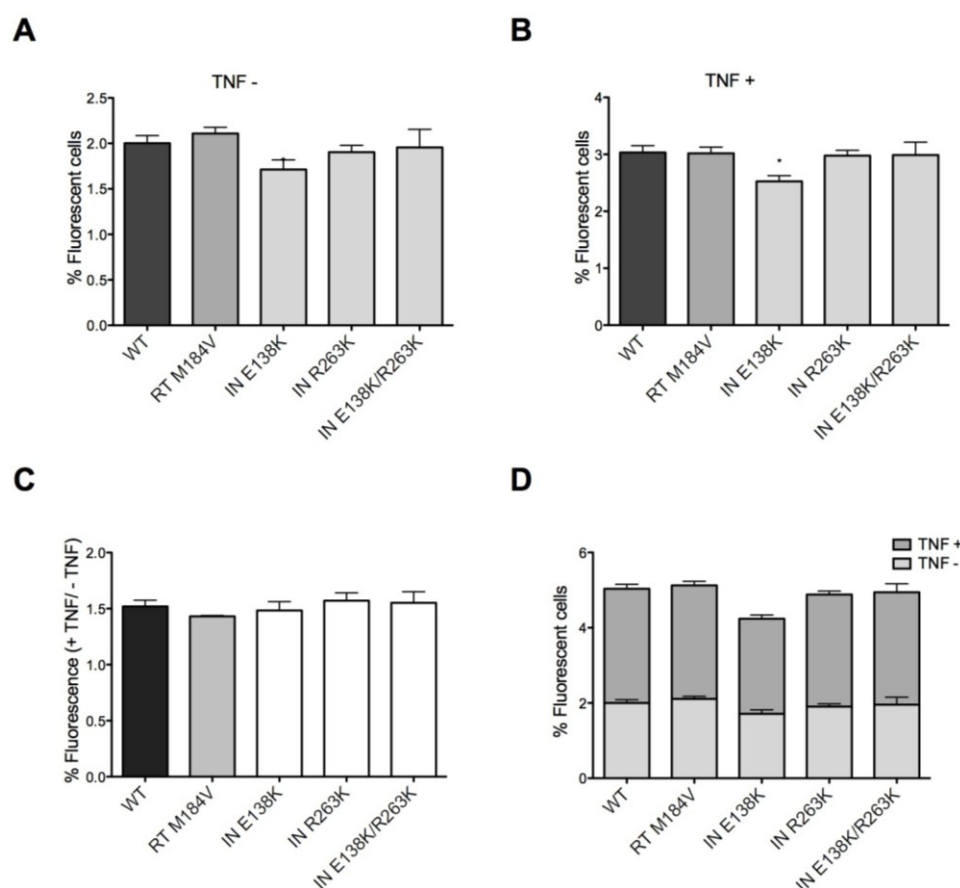 A
TNF -
% Fluorescent cells
2.5
2.0
1.5
1.0
0.5
0.0
WT
RT M184V
IN E138K
IN R263K
IN E138K/R263K
B
TNF +
% Fluorescent cells
4
3
2
1
0
*
WT
RT M184V
IN E138K
IN R263K
IN E138K/R263K
C
% Fluorescence (+ TNF/ - TNF)
2.0
1.5
1.0
0.5
0.0
WT
RT M184V
IN E138K
IN R263K
IN E138K/R263K
D
TNF +
TNF -
% Fluorescent cells
6
4
2
0
WT
RT M184V
IN E138K
IN R263K
IN E138K/R263K